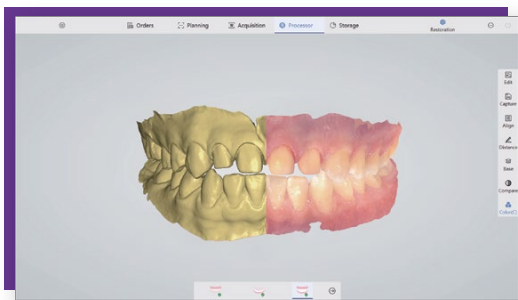 Orders
Planning
Acquisition
Processor
Storage
Restoration
Edit
Capture
Align
Distance
Base
Compare